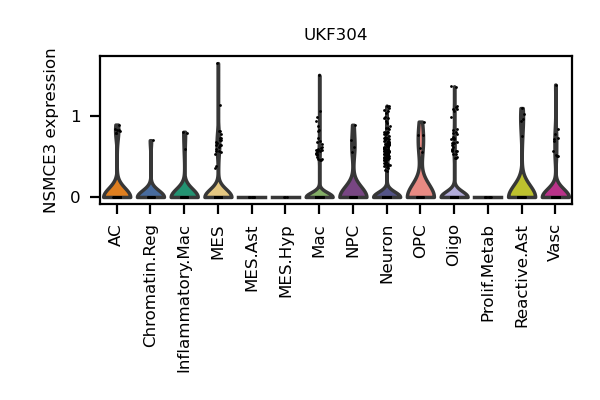 UKF304
NSMCE3 expression
1
0
AC
Chromatin.Reg
Inflammatory.Mac
MES
MES.Ast
MES.Hyp
Mac
NPC
Neuron
OPC
Oligo
Prolif.Metab
Reactive.Ast
Vasc